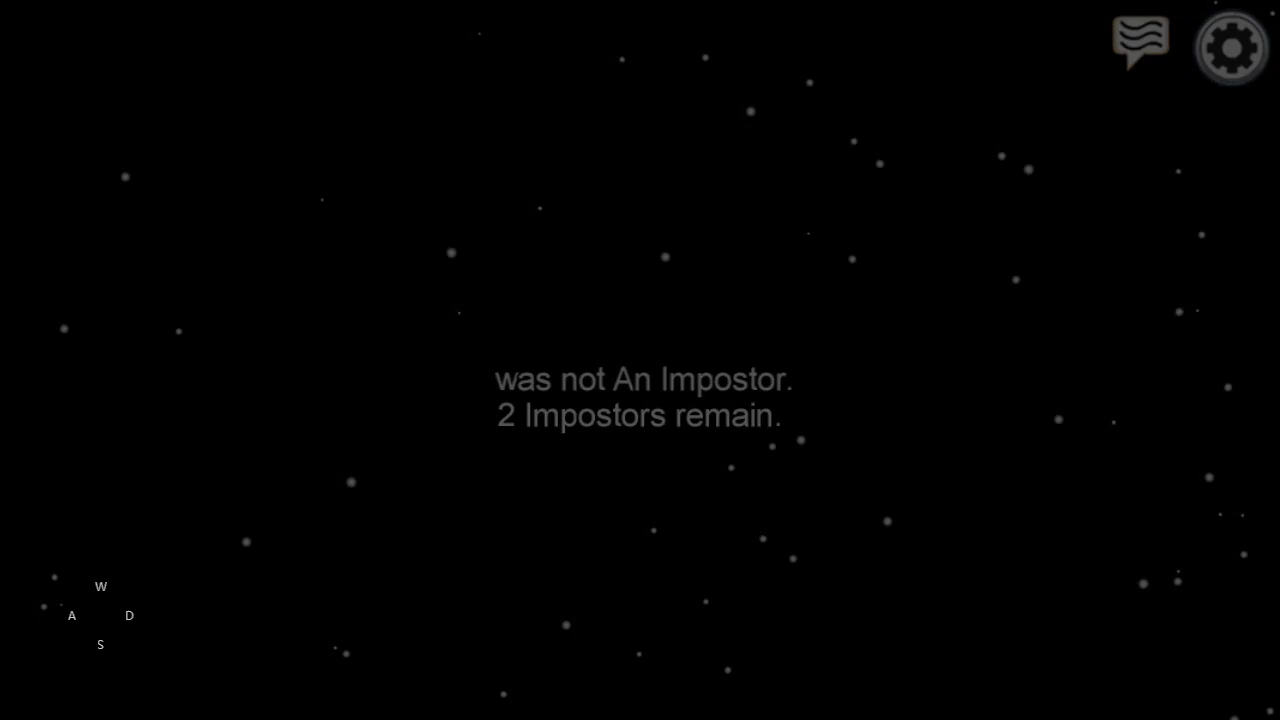 was not An Impostor.
2 Impostors remain.
W
A D
S